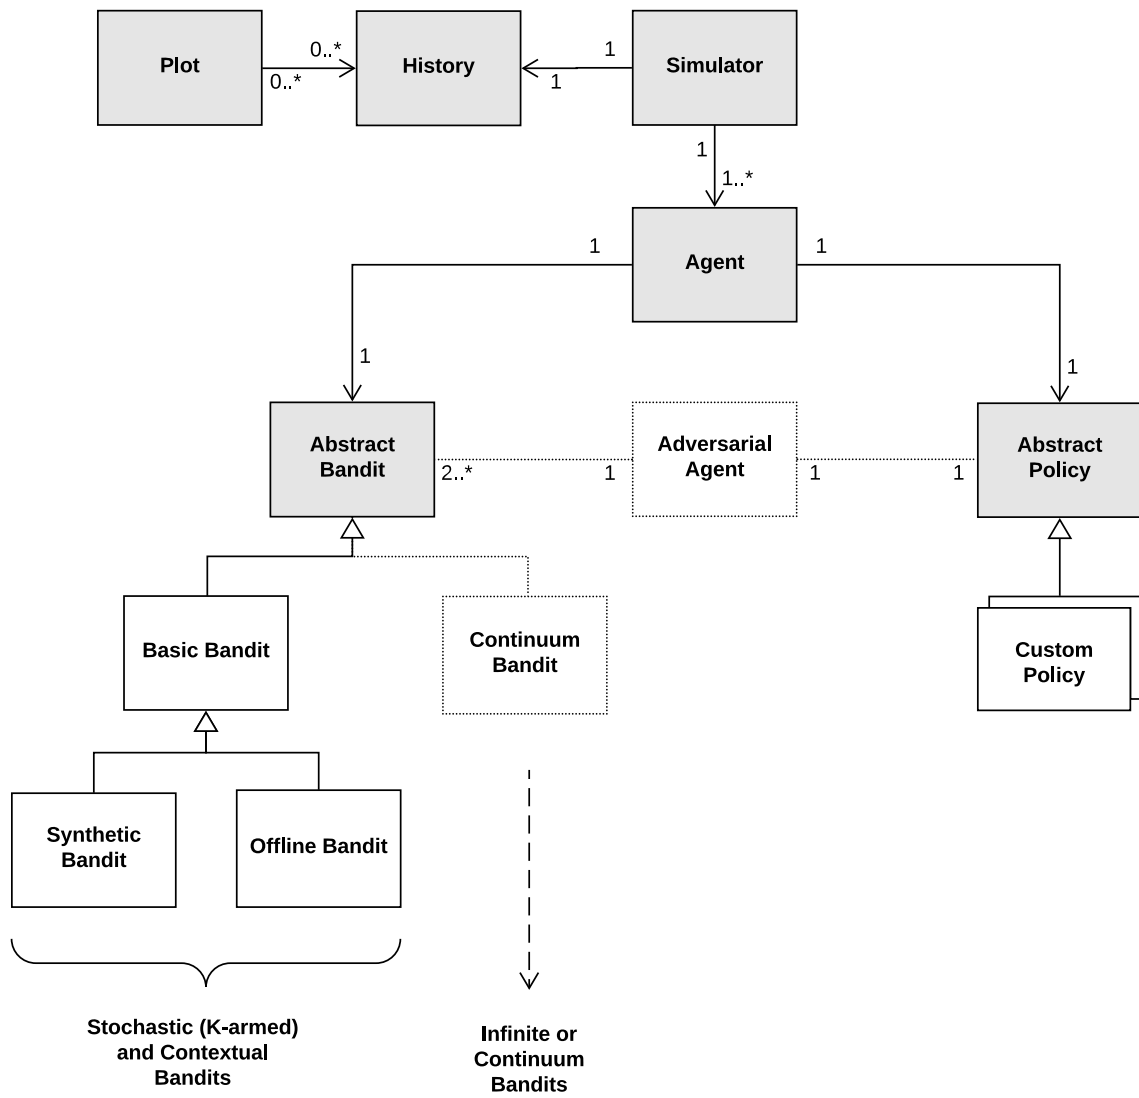 Plot
0..*
0..*
History
1
1
Simulator
1
1..*
Agent
1
1
1
1
Abstract
Bandit
2..*
1
Adversarial
Agent
1
1
Abstract
Policy
Basic Bandit
Continuum
Bandit
Custom
Policy
Synthetic
Bandit
Offline Bandit
Stochastic (K-armed)
and Contextual
Bandits
Infinite or
Continuum
Bandits